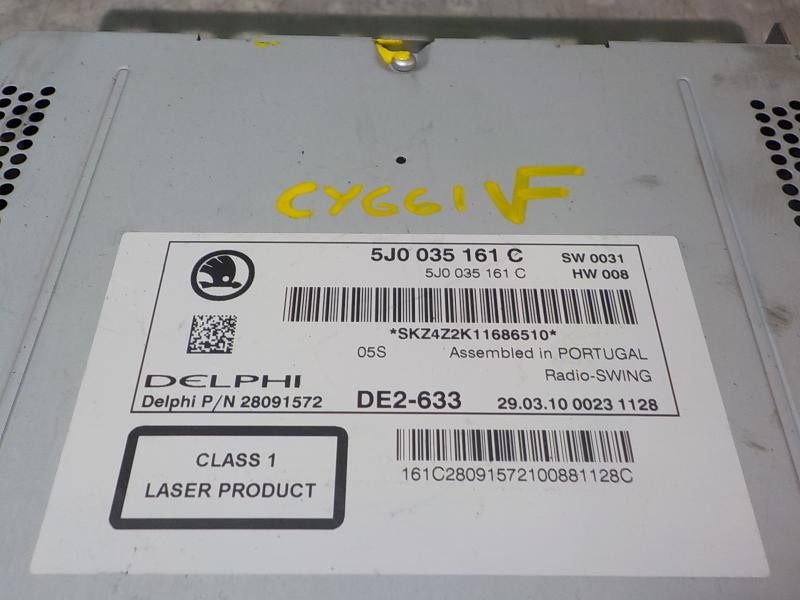 CYGG1VF
5J0 035 161 C SW 0031
5J0 035 161 C HW 008
*SKZ4Z2K11686510*
05S Assembled in PORTUGAL
Radio-SWING
DELPHI
Delphi P/N 28091572 DE2-633 29.03.10 0023 1128
CLASS 1
LASER PRODUCT
161C28091572100881128C